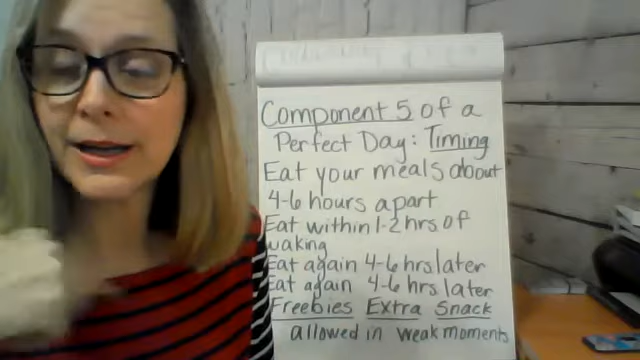 Component 5 of a
Perfect Day: Timing
Eat your meals about
4-6 hours apart
Eat within 1-2 hrs of
waking
Eat again 4-6 hrs later
Eat again 4-6 hrs later
Freebies Extra Snack
allowed in weak moments